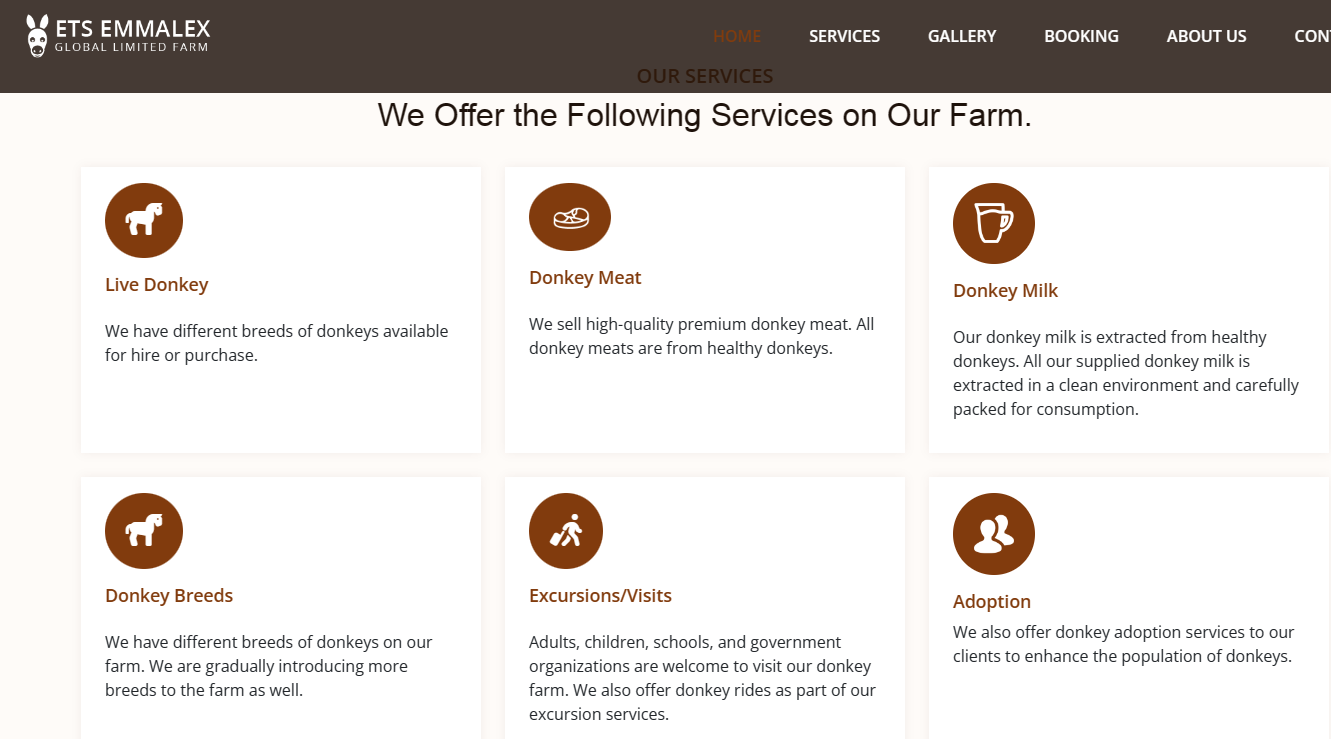 ETS EMMALEX
GLOBAL LIMITED FARM
HOME SERVICES GALLERY BOOKING ABOUT US CON
OUR SERVICES
We Offer the Following Services on Our Farm.
Live Donkey
We have different breeds of donkeys available
for hire or purchase.
Donkey Meat
We sell high-quality premium donkey meat. All
donkey meats are from healthy donkeys.
Donkey Milk
Our donkey milk is extracted from healthy
donkeys. All our supplied donkey milk is
extracted in a clean environment and carefully
packed for consumption.
Donkey Breeds
We have different breeds of donkeys on our
farm. We are gradually introducing more
breeds to the farm as well.
Excursions/Visits
Adults, children, schools, and government
organizations are welcome to visit our donkey
farm. We also offer donkey rides as part of our
excursion services.
Adoption
We also offer donkey adoption services to our
clients to enhance the population of donkeys.